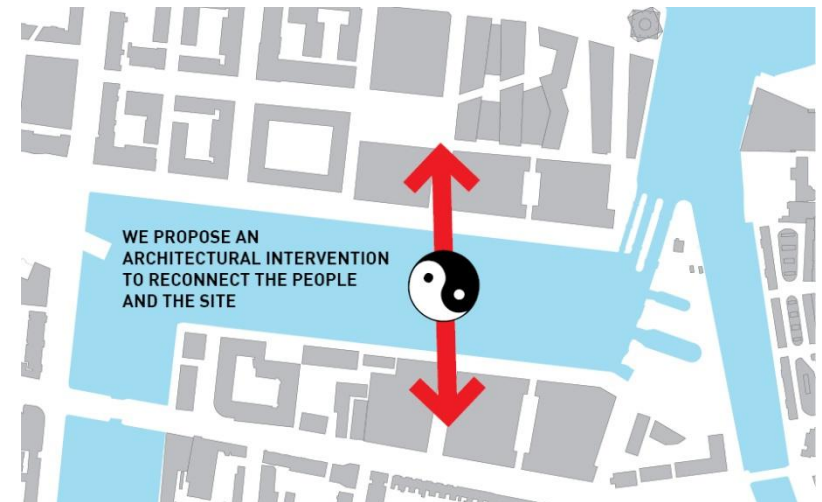 WE PROPOSE AN
ARCHITECTURAL INTERVENTION
TO RECONNECT THE PEOPLE
AND THE SITE